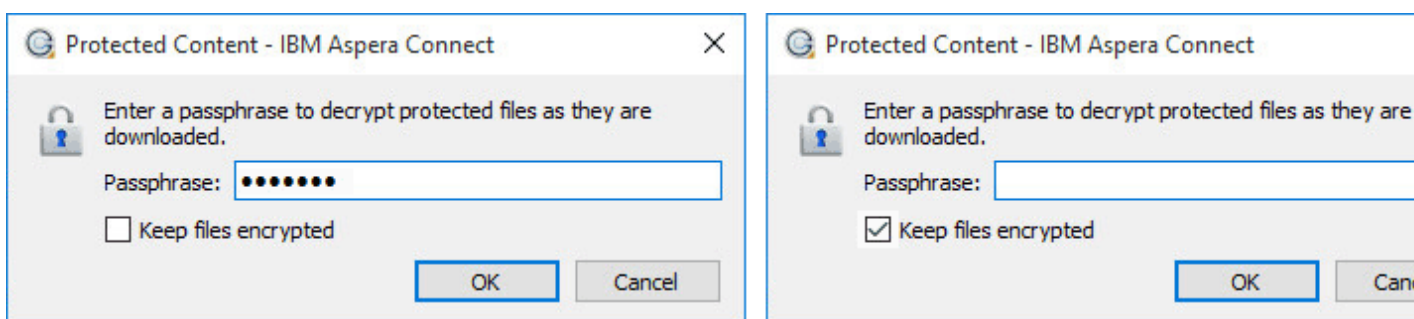 Protected Content - IBM Aspera Connect
Enter a passphrase to decrypt protected files as they are
downloaded.
Passphrase: •••••••
Keep files encrypted
OK Cancel
Protected Content - IBM Aspera Connect
Enter a passphrase to decrypt protected files as they are
downloaded.
Passphrase:
Keep files encrypted
OK